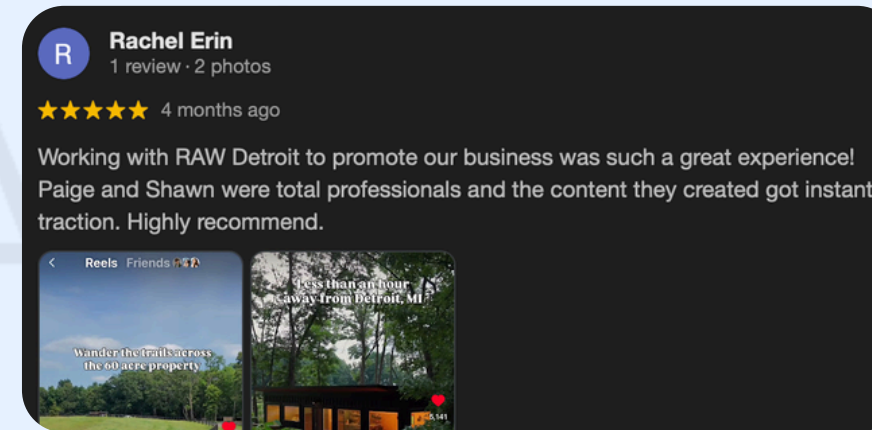 R
Rachel Erin
1 review · 2 photos
4 months ago
Working with RAW Detroit to promote our business was such a great experience!
Paige and Shawn were total professionals and the content they created got instant
traction. Highly recommend.
Reels Friends
Wander the trails across
the 60 acre property
Less than an hour
away from Detroit, MI
5,141